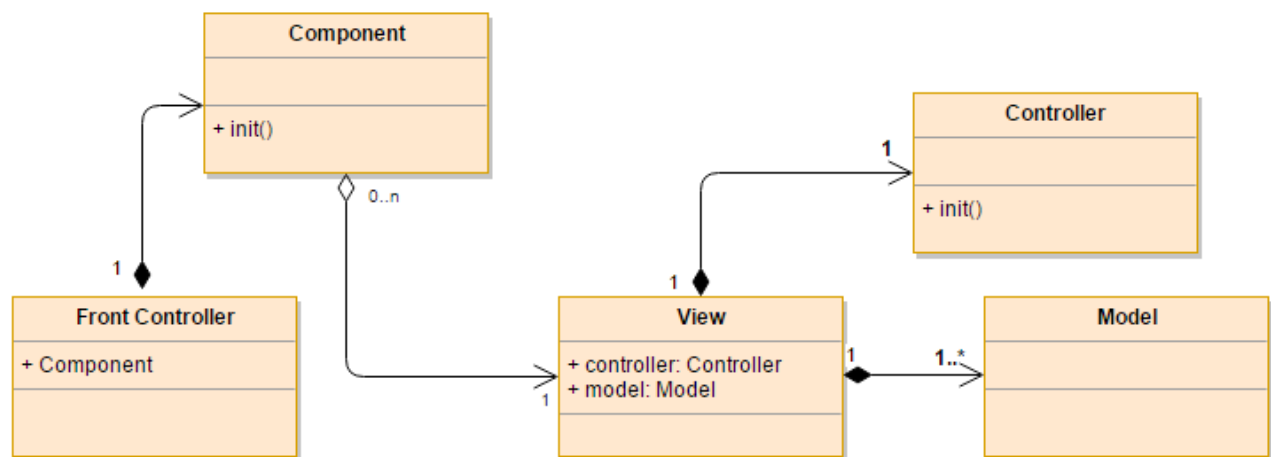 Component
+ init()
0..n
Controller
1
+ init()
1
Front Controller
+ Component
1
View
+ controller: Controller
+ model: Model
1
1
1..*
Model